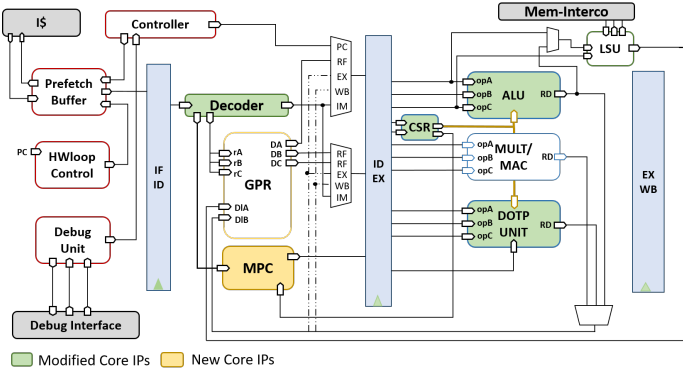 I$
Controller
Mem-Interco
Prefetch
Buffer
PC
HWloop
Control
Debug
Unit
Debug Interface
IF
ID
Decoder
rA
rB
rC
GPR
DA
DB
DC
DIA
DIB
MPC
PC
RF
EX
WB
IM
RF
RF
EX
WB
IM
ID
EX
CSR
opA
opB
opC
ALU
RD
opA
opB
opC
MULT/
MAC
RD
opA
opB
opC
DOTP
UNIT
RD
LSU
EX
WB
Modified Core IPs
New Core IPs